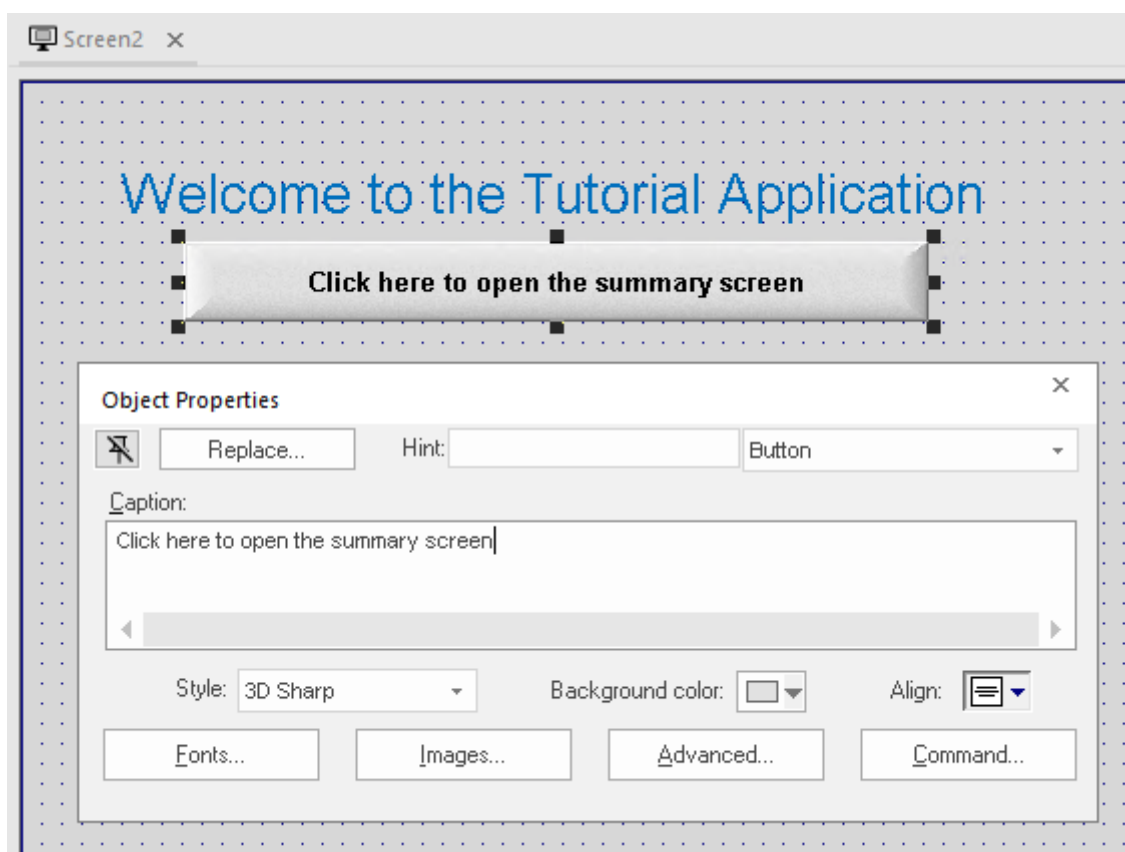 Screen2
Welcome to the Tutorial Application
Click here to open the summary screen
Object Properties
Replace... Hint: Button
Caption:
Click here to open the summary screen
Style: 3D Sharp Background color: Align:
Fonts... Images... Advanced... Command...